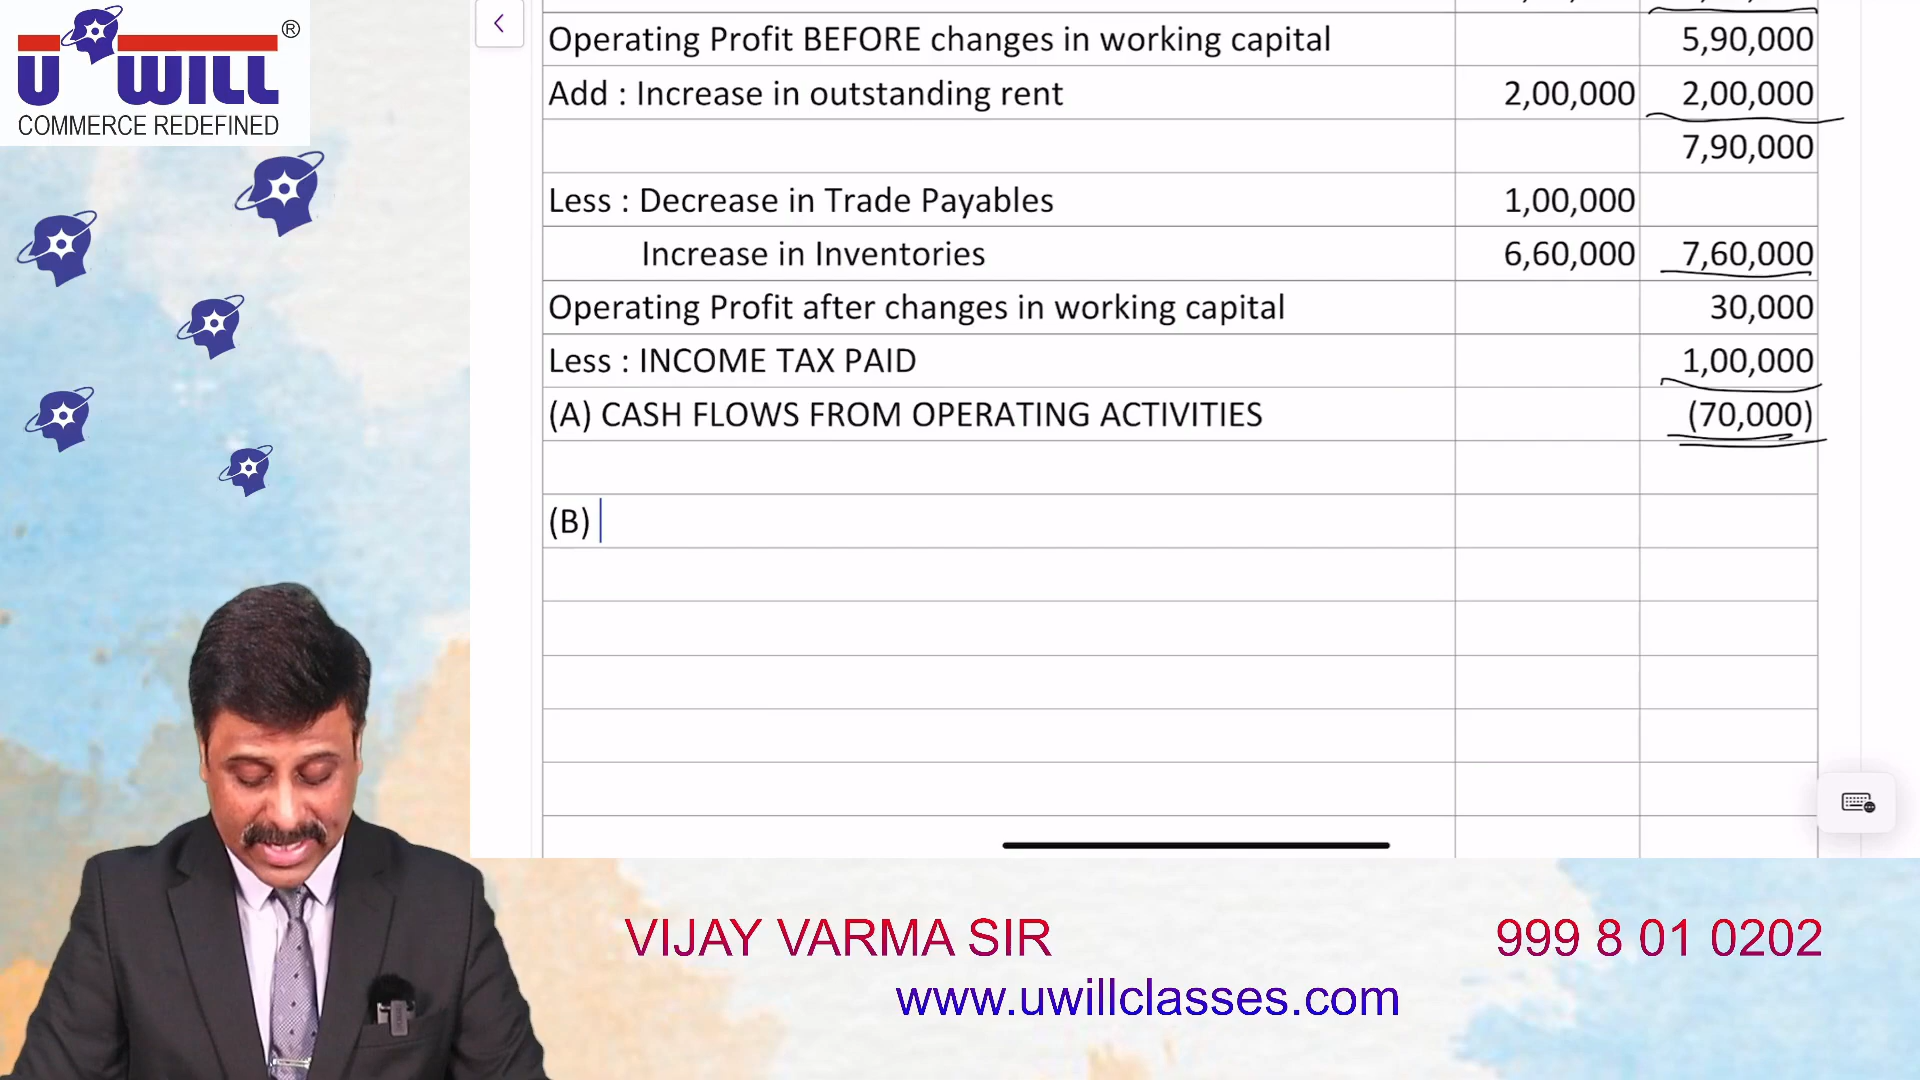 U WILL ®
COMMERCE REDEFINED
Operating Profit BEFORE changes in working capital 5,90,000
Add : Increase in outstanding rent 2,00,000 2,00,000
7,90,000
Less : Decrease in Trade Payables 1,00,000
Increase in Inventories 6,60,000 7,60,000
Operating Profit after changes in working capital 30,000
Less : INCOME TAX PAID 1,00,000
(A) CASH FLOWS FROM OPERATING ACTIVITIES (70,000)
(B)
VIJAY VARMA SIR 999 8 01 0202
www.uwillclasses.com